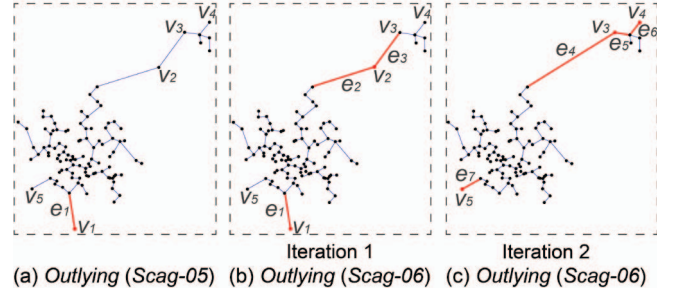 v4
v3
v2
v5
e1
v1
v4
v3
e3
e2
v2
v5
e1
v1
v4
v3
e6
e5
e4
e7
v5
Iteration 1
Iteration 2
(a) Outlying (Scag-05)
(b) Outlying (Scag-06)
(c) Outlying (Scag-06)